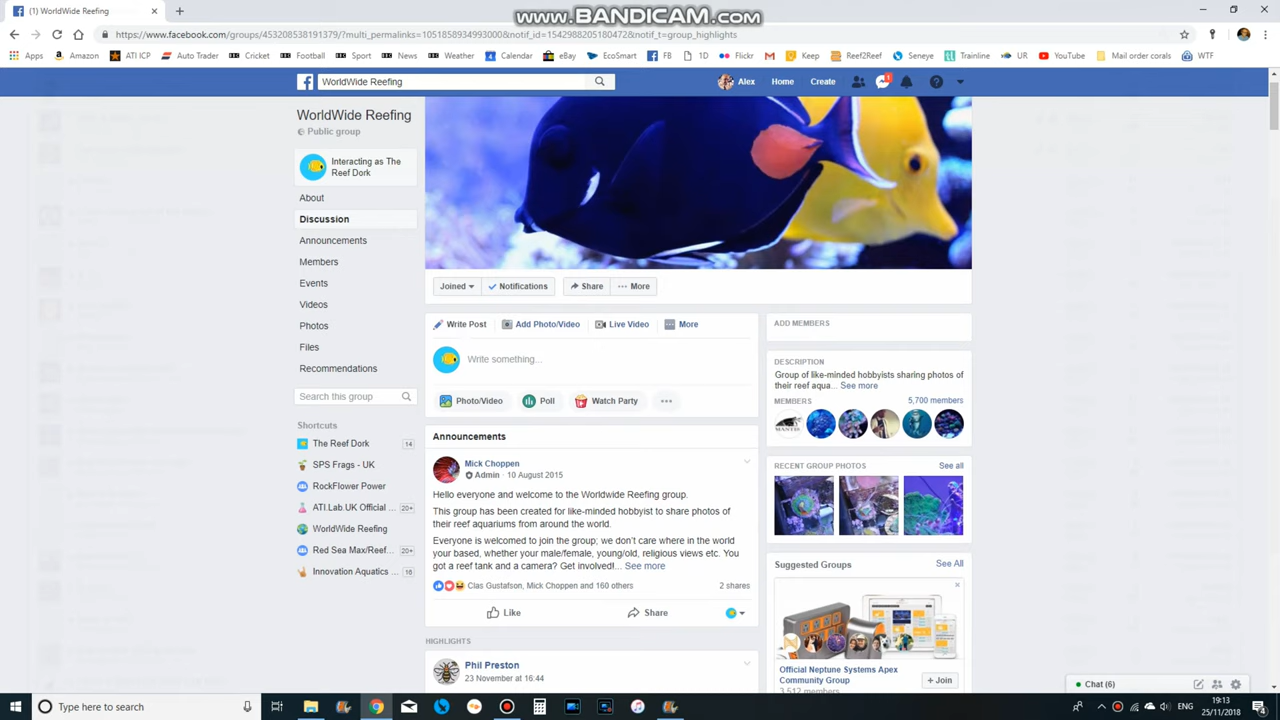 (1) WorldWide Reefing
www.BANDICAM.com
https://www.facebook.com/groups/453208538191379/?multi_permalinks=1051858934993000&notif_id=1542988205180472&notif_t=group_highlights
Apps Amazon ATI ICP Auto Trader Cricket Football Sport News Weather Calendar eBay EcoSmart FB 1D Flickr Keep Reef2Reef Seneye Trainline UR YouTube Mail order corals WTF
WorldWide Reefing
Alex Home Create 1
WorldWide Reefing
Public group
Interacting as The
Reef Dork
About
Discussion
Announcements
Members
Events
Videos
Photos
Files
Recommendations
Search this group
Shortcuts
The Reef Dork 14
SPS Frags - UK
RockFlower Power
ATI.Lab.UK Official ... 20+
WorldWide Reefing
Red Sea Max/Reef... 20+
Innovation Aquatics ... 16
Joined Notifications Share More
Write Post Add Photo/Video Live Video More
Write something...
Photo/Video Poll Watch Party
Announcements
Mick Choppen
Admin · 10 August 2015
Hello everyone and welcome to the Worldwide Reefing group.
This group has been created for like-minded hobbyist to share photos of
their reef aquariums from around the world.
Everyone is welcomed to join the group; we don't care where in the world
your based, whether your male/female, young/old, religious views etc. You
got a reef tank and a camera? Get involved!... See more
Clas Gustafson, Mick Choppen and 160 others 2 shares
Like Share
HIGHLIGHTS
Phil Preston
23 November at 16:44
ADD MEMBERS
DESCRIPTION
Group of like-minded hobbyists sharing photos of
their reef aqua... See more
MEMBERS 5,700 members
MANTIS
RECENT GROUP PHOTOS See all
Suggested Groups See All
Official Neptune Systems Apex
Community Group
3,512 members
+ Join
Chat (6)
Type here to search
19:13
25/11/2018
4